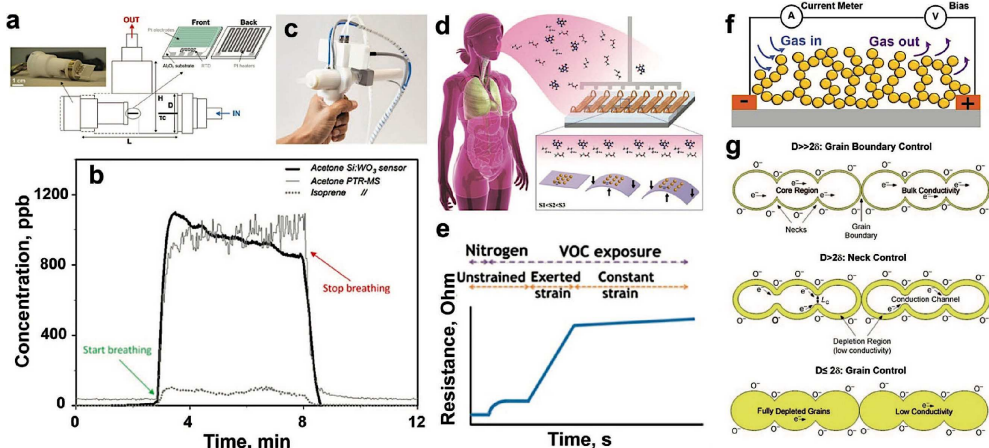 a
OUT
Front
Back
Pt electrodes
RTD
Pt heaters
Al₂O₃ substrate
1 cm
H
D
TC
L
IN
b
Concentration, ppb
1200
800
400
0
Acetone Si:WO₃ sensor
Acetone PTR-MS
Isoprene //
Start breathing
Stop breathing
4
8
12
Time, min
c
d
S1<S2<S3
e
Nitrogen
VOC exposure
Unstrained
Exerted
strain
Constant
strain
Resistance, Ohm
Time, s
f
A
Current Meter
V
Bias
Gas in
Gas out
-
+
g
D>>2δ: Grain Boundary Control
O⁻ O⁻ O⁻ O⁻ O⁻
e⁻
Core Region
Bulk Conductivity
e⁻ e⁻ e⁻
O⁻ O⁻ O⁻ O⁻
Necks
Grain
Boundary
D>2δ: Neck Control
O⁻ O⁻ O⁻ O⁻ O⁻
e⁻ e⁻
Lc
Conduction Channel
e⁻ e⁻
O⁻ O⁻ O⁻ O⁻
Depletion Region
(low conductivity)
D≤ 2δ: Grain Control
O⁻ O⁻ O⁻ O⁻ O⁻
Fully Depleted Grains
e⁻
Low Conductivity
e⁻
O⁻ O⁻ O⁻ O⁻ O⁻